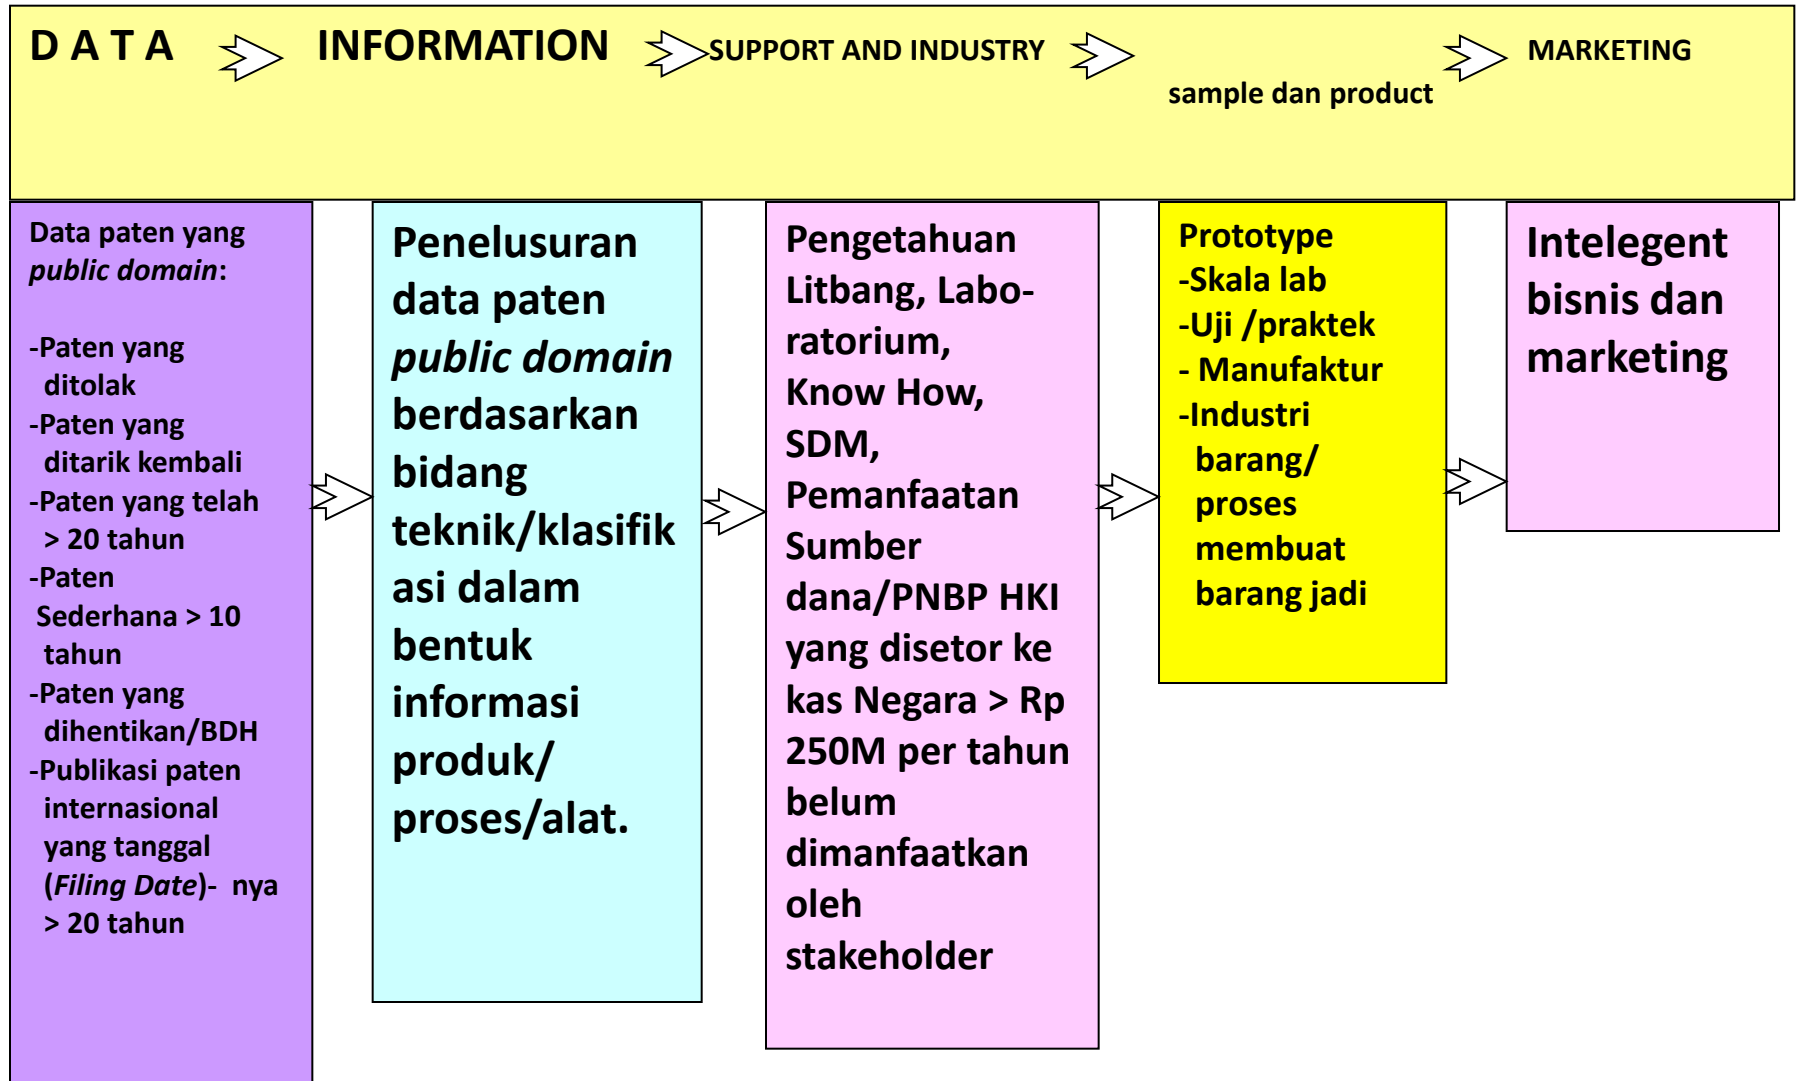 D A T A
INFORMATION
SUPPORT AND INDUSTRY
sample dan product
MARKETING
Data paten yang
public domain:
-Paten yang
ditolak
-Paten yang
ditarik kembali
-Paten yang telah
> 20 tahun
-Paten
Sederhana > 10
tahun
-Paten yang
dihentikan/BDH
-Publikasi paten
internasional
yang tanggal
(Filing Date)- nya
> 20 tahun
Penelusuran
data paten
public domain
berdasarkan
bidang
teknik/klasifik
asi dalam
bentuk
informasi
produk/
proses/alat.
Pengetahuan
Litbang, Labo-
ratorium,
Know How,
SDM,
Pemanfaatan
Sumber
dana/PNBP HKI
yang disetor ke
kas Negara > Rp
250M per tahun
belum
dimanfaatkan
oleh
stakeholder
Prototype
-Skala lab
-Uji /praktek
- Manufaktur
-Industri
barang/
proses
membuat
barang jadi
Intelegent
bisnis dan
marketing